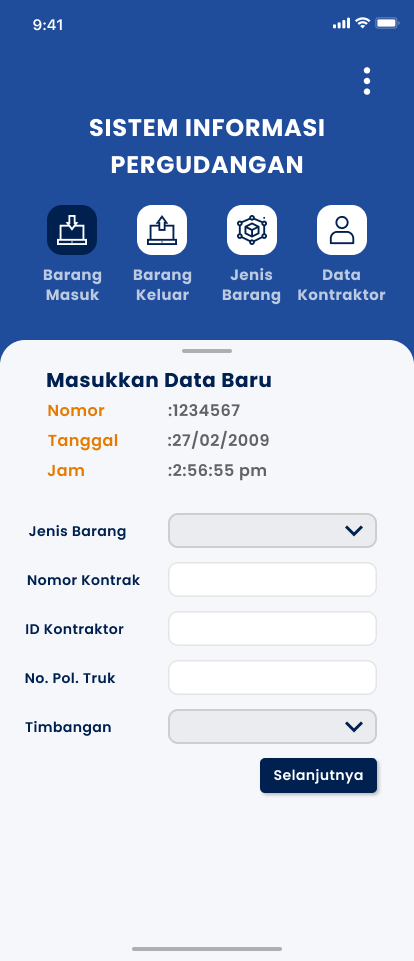 9:41
SISTEM INFORMASI
PERGUDANGAN
Barang Masuk
Barang Keluar
Jenis Barang
Data Kontraktor
Masukkan Data Baru
Nomor :1234567
Tanggal :27/02/2009
Jam :2:56:55 pm
Jenis Barang
Nomor Kontrak
ID Kontraktor
No. Pol. Truk
Timbangan
Selanjutnya